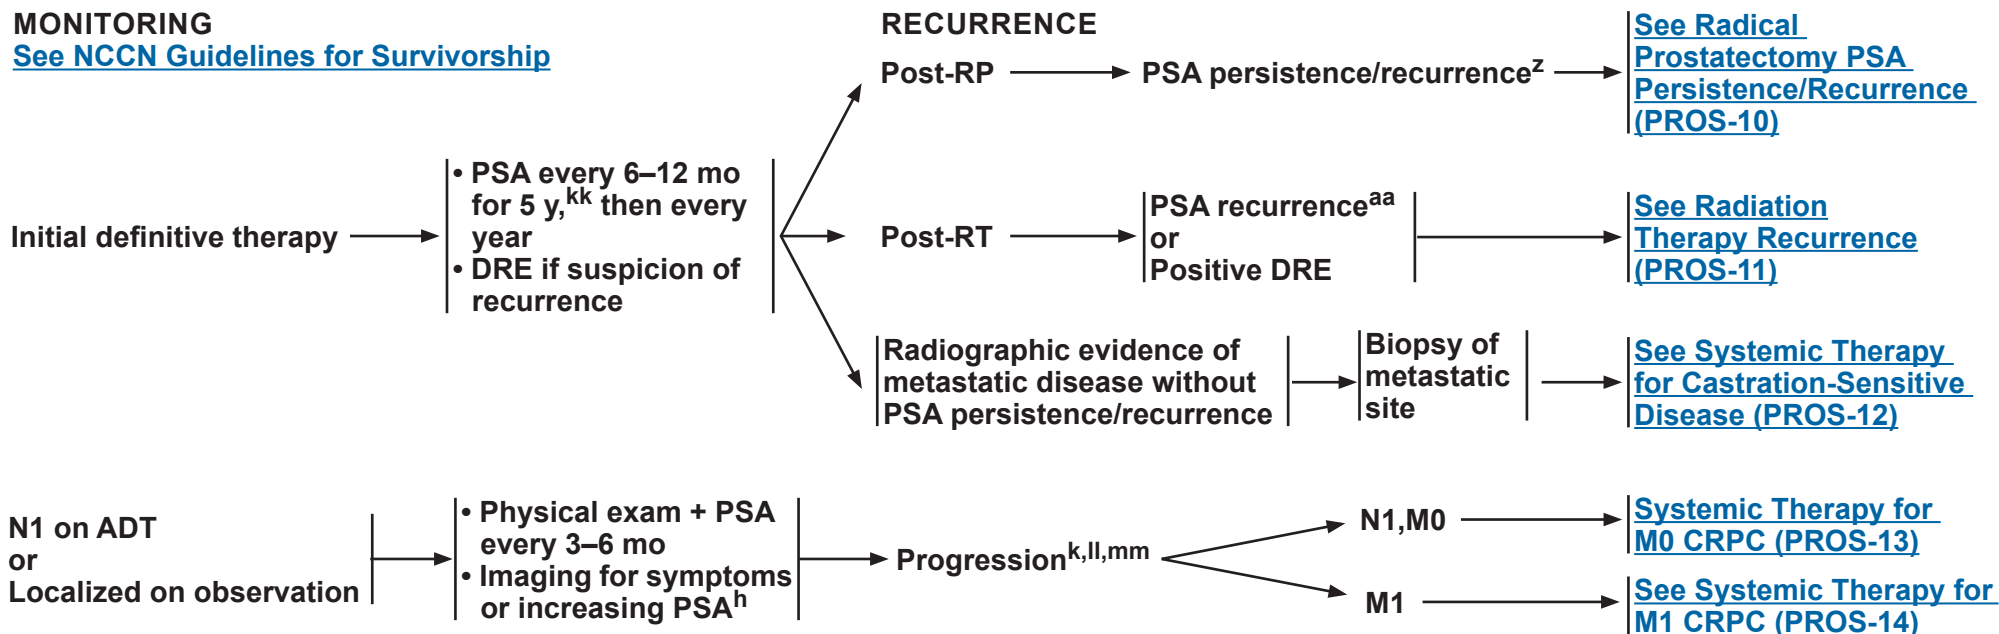 MONITORING
See NCCN Guidelines for Survivorship
RECURRENCE
Post-RP
PSA persistence/recurrencez
See Radical
Prostatectomy PSA
Persistence/Recurrence
(PROS-10)
Initial definitive therapy
• PSA every 6–12 mo
for 5 y,kk then every
year
• DRE if suspicion of
recurrence
Post-RT
PSA recurrenceaa
or
Positive DRE
See Radiation
Therapy Recurrence
(PROS-11)
Radiographic evidence of
metastatic disease without
PSA persistence/recurrence
Biopsy of
metastatic
site
See Systemic Therapy
for Castration-Sensitive
Disease (PROS-12)
N1 on ADT
or
Localized on observation
• Physical exam + PSA
every 3–6 mo
• Imaging for symptoms
or increasing PSAh
Progressionk,ll,mm
N1,M0
Systemic Therapy for
M0 CRPC (PROS-13)
M1
See Systemic Therapy for
M1 CRPC (PROS-14)